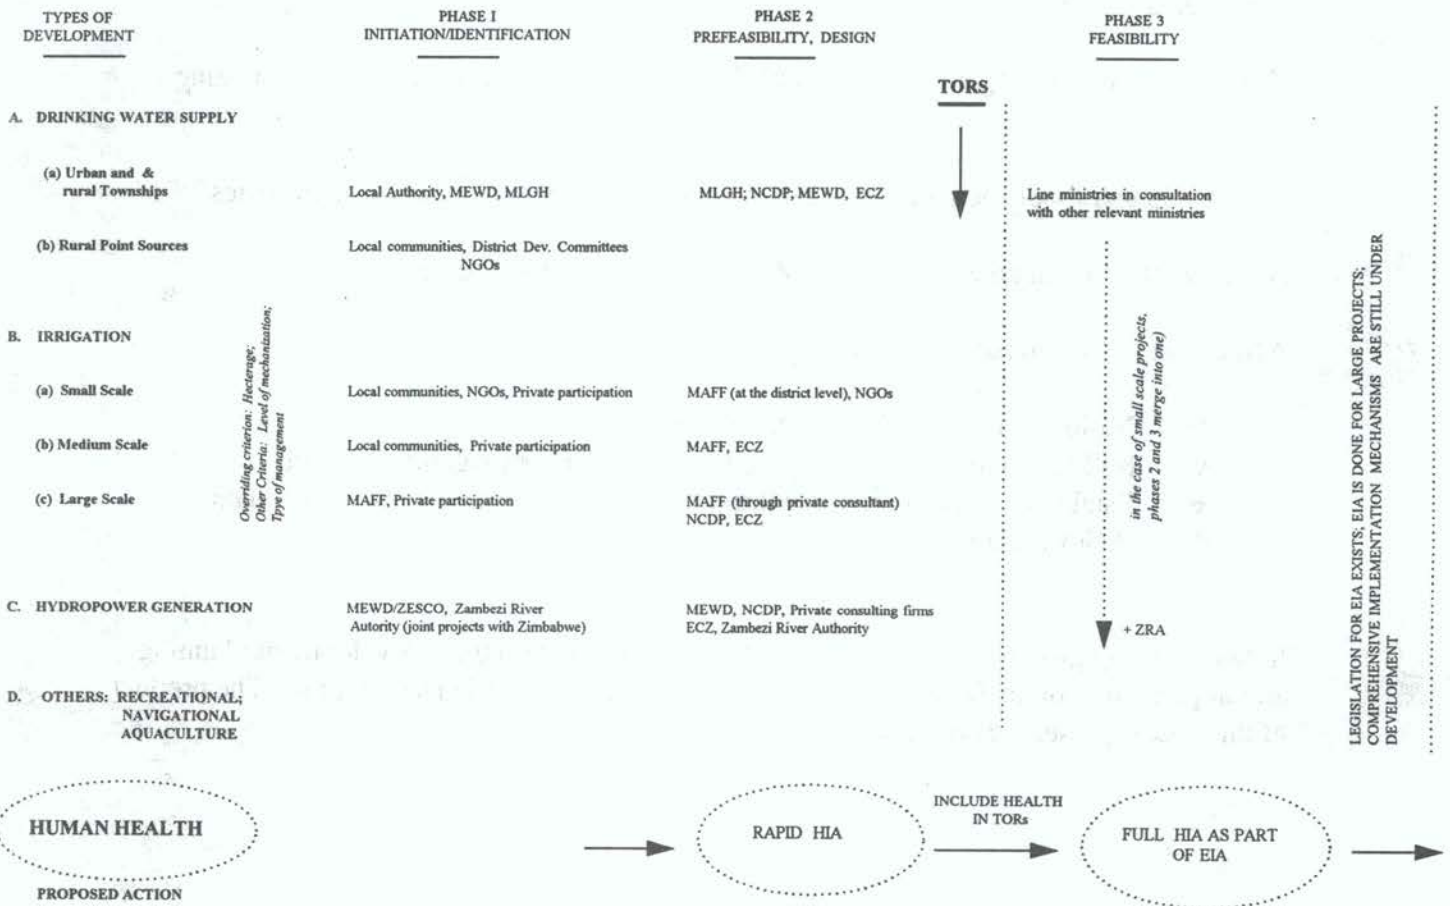 TYPES OF
DEVELOPMENT
PHASE I
INITIATION/IDENTIFICATION
PHASE 2
PREFEASIBILITY, DESIGN
PHASE 3
FEASIBILITY
TORS
A. DRINKING WATER SUPPLY
(a) Urban and &
rural Townships
Local Authority, MEWD, MLGH
MLGH; NCDP; MEWD, ECZ
Line ministries in consultation
with other relevant ministries
(b) Rural Point Sources
Local communities, District Dev. Committees
NGOs
B. IRRIGATION
Overriding criterion: Hecterage;
Other Criteria: Level of mechanization;
Tpye of management
(a) Small Scale
Local communities, NGOs, Private participation
MAFF (at the district level), NGOs
(b) Medium Scale
Local communities, Private participation
MAFF, ECZ
(c) Large Scale
MAFF, Private participation
MAFF (through private consultant)
NCDP, ECZ
in the case of small scale projects,
phases 2 and 3 merge into one)
C. HYDROPOWER GENERATION
MEWD/ZESCO, Zambezi River
Autority (joint projects with Zimbabwe)
MEWD, NCDP, Private consulting firms
ECZ, Zambezi River Authority
+ ZRA
D. OTHERS: RECREATIONAL;
NAVIGATIONAL
AQUACULTURE
LEGISLATION FOR EIA EXISTS; EIA IS DONE FOR LARGE PROJECTS;
COMPREHENSIVE IMPLEMENTATION MECHANISMS ARE STILL UNDER
DEVELOPMENT
HUMAN HEALTH
RAPID HIA
INCLUDE HEALTH
IN TORs
FULL HIA AS PART
OF EIA
PROPOSED ACTION